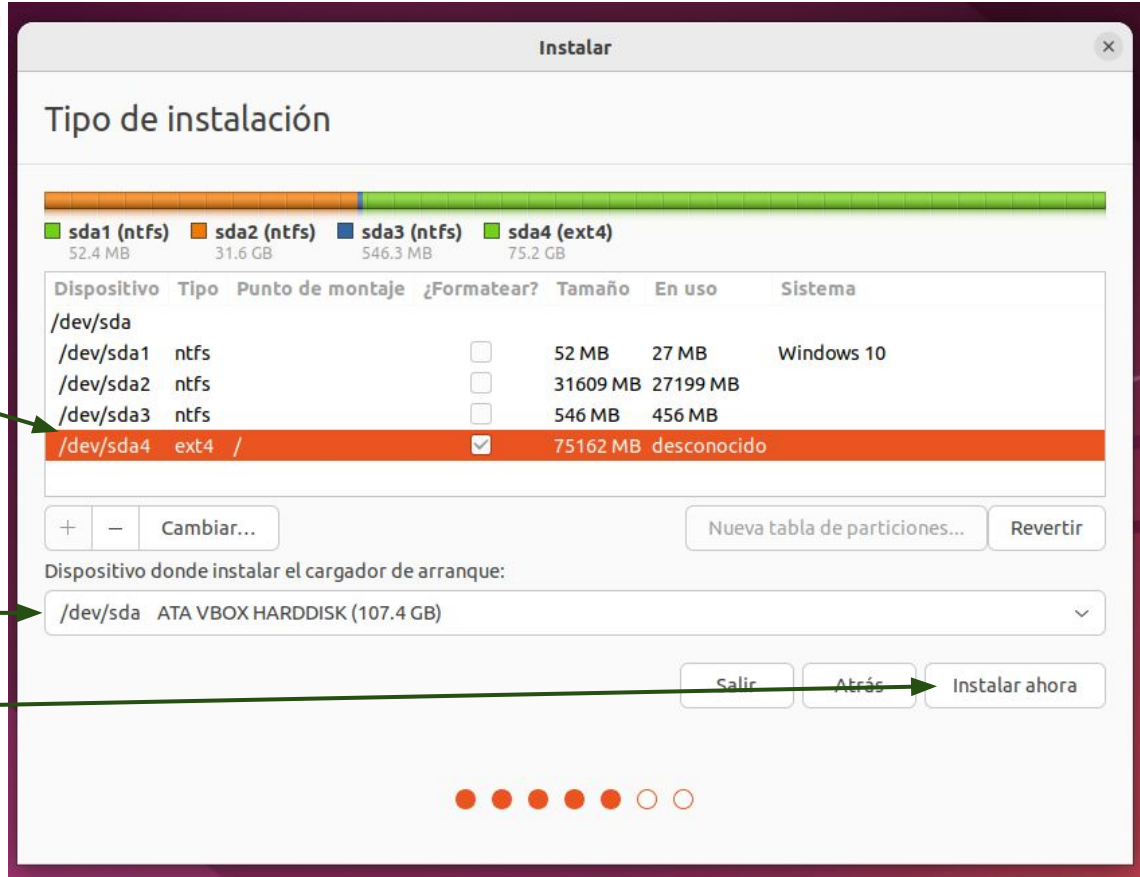 Instalar
Tipo de instalación
sda1 (ntfs) sda2 (ntfs) sda3 (ntfs) sda4 (ext4)
52.4 MB 31.6 GB 546.3 MB 75.2 GB
Dispositivo Tipo Punto de montaje ¿Formatear? Tamaño En uso Sistema
/dev/sda
/dev/sda1 ntfs 52 MB 27 MB Windows 10
/dev/sda2 ntfs 31609 MB 27199 MB
/dev/sda3 ntfs 546 MB 456 MB
/dev/sda4 ext4 / 75162 MB desconocido
+ − Cambiar... Nueva tabla de particiones... Revertir
Dispositivo donde instalar el cargador de arranque:
/dev/sda ATA VBOX HARDDISK (107.4 GB)
Salir Atrás Instalar ahora